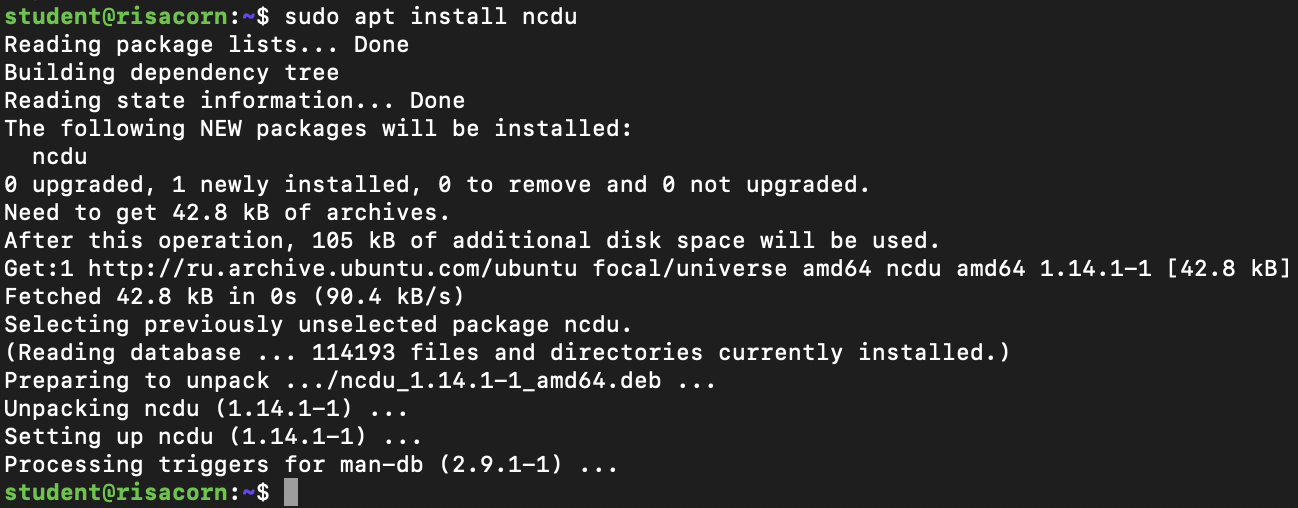 student@risacorn:~$ sudo apt install ncdu
Reading package lists... Done
Building dependency tree
Reading state information... Done
The following NEW packages will be installed:
  ncdu
0 upgraded, 1 newly installed, 0 to remove and 0 not upgraded.
Need to get 42.8 kB of archives.
After this operation, 105 kB of additional disk space will be used.
Get:1 http://ru.archive.ubuntu.com/ubuntu focal/universe amd64 ncdu amd64 1.14.1-1 [42.8 kB]
Fetched 42.8 kB in 0s (90.4 kB/s)
Selecting previously unselected package ncdu.
(Reading database ... 114193 files and directories currently installed.)
Preparing to unpack .../ncdu_1.14.1-1_amd64.deb ...
Unpacking ncdu (1.14.1-1) ...
Setting up ncdu (1.14.1-1) ...
Processing triggers for man-db (2.9.1-1) ...
student@risacorn:~$